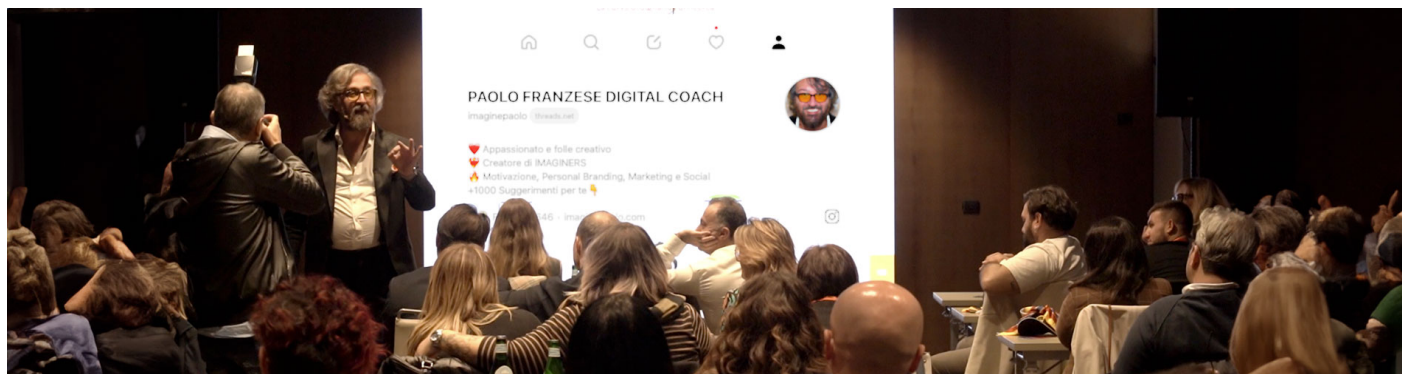 PAOLO FRANZESE DIGITAL COACH
imaginepaolo threads.net
Appassionato e folle creativo
Creatore di IMAGINERS
Motivazione, Personal Branding, Marketing e Social
+1000 Suggerimenti per te